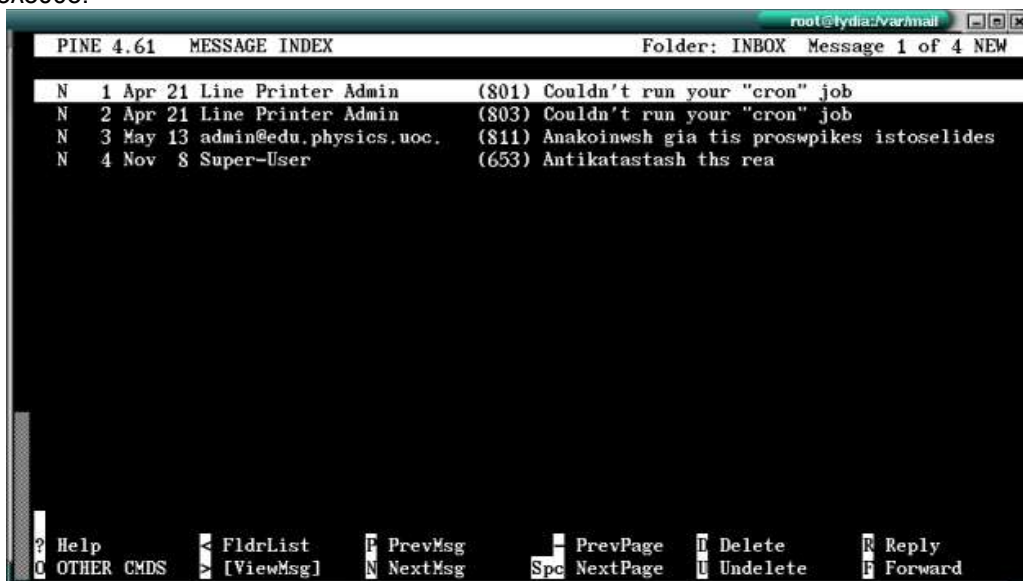 root@lydia:/var/mail
PINE 4.61 MESSAGE INDEX Folder: INBOX Message 1 of 4 NEW
N 1 Apr 21 Line Printer Admin (801) Couldn't run your "cron" job
N 2 Apr 21 Line Printer Admin (803) Couldn't run your "cron" job
N 3 May 13 admin@edu.physics.uoc. (811) Anakoinwsh gia tis proswpikes istoselides
N 4 Nov 8 Super-User (653) Antikatastash ths rea
? Help < FldrList P PrevMsg - PrevPage D Delete R Reply
O OTHER CMDS > [ViewMsg] N NextMsg Spc NextPage U Undelete F Forward